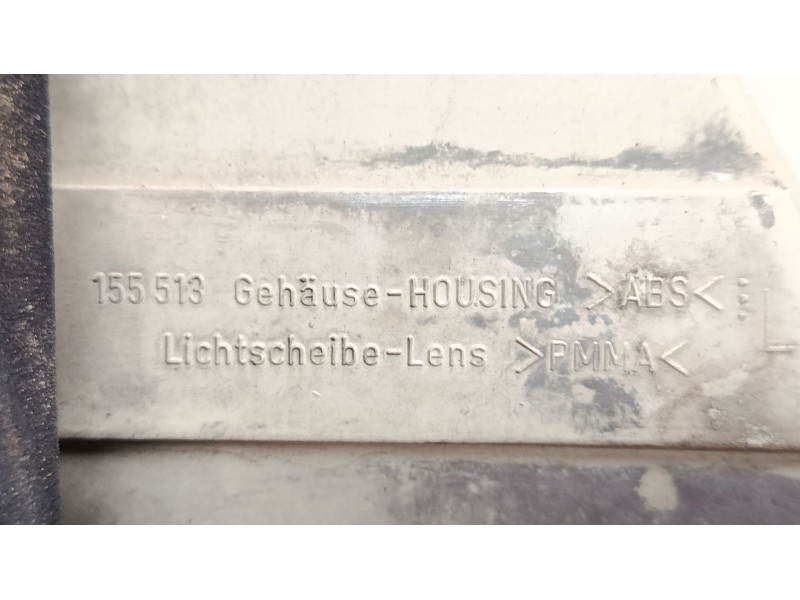 155 513 Gehäuse-HOUSING >ABS<
Lichtscheibe-Lens >PMMA<